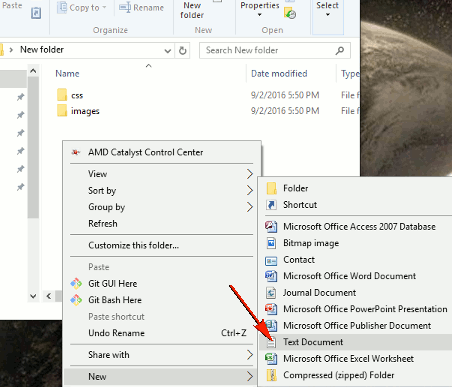 Paste
Copy to
Rename
New
folder
Properties
Select
Organize
New
Open
New folder
Search New folder
Name
Date modified
Type
css
9/2/2016 5:50 PM
File f
images
9/2/2016 5:50 PM
File f
AMD Catalyst Control Center
View
Sort by
Group by
Refresh
Customize this folder...
Paste
Git GUI Here
Git Bash Here
Paste shortcut
Undo Rename
Ctrl+Z
Share with
New
Folder
Shortcut
Microsoft Office Access 2007 Database
Bitmap image
Contact
Microsoft Office Word Document
Journal Document
Microsoft Office PowerPoint Presentation
Microsoft Office Publisher Document
Text Document
Microsoft Office Excel Worksheet
Compressed (zipped) Folder